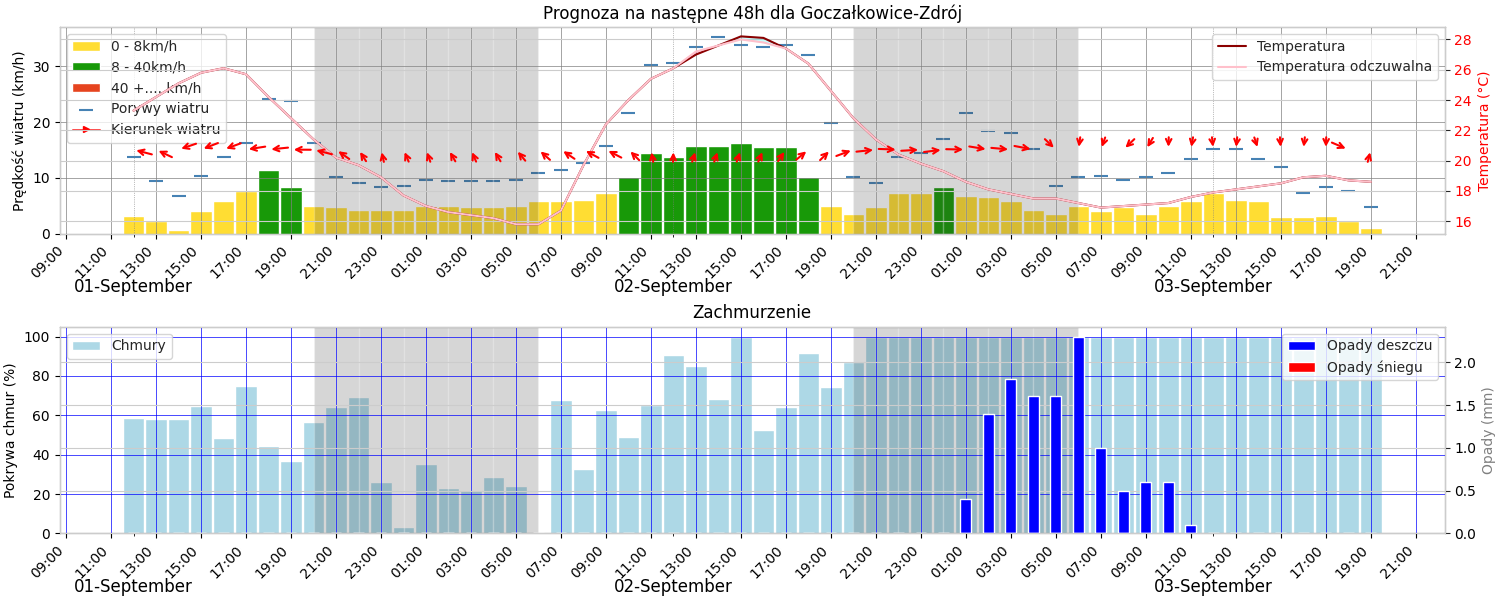 Prognoza na następne 48h dla Goczałkowice-Zdrój
Prędkość wiatru (km/h)
30
20
10
0
0 - 8km/h
8 - 40km/h
40 +.... km/h
Porywy wiatru
Kierunek wiatru
Temperatura
Temperatura odczuwalna
28
26
24
22
20
18
16
Temperatura (°C)
09:00 11:00 13:00 15:00 17:00 19:00 21:00 23:00 01:00 03:00 05:00 07:00 09:00 11:00 13:00 15:00 17:00 19:00 21:00 23:00 01:00 03:00 05:00 07:00 09:00 11:00 13:00 15:00 17:00 19:00 21:00
01-September 02-September 03-September
Zachmurzenie
Pokrywa chmur (%)
100
80
60
40
20
0
Chmury
Opady deszczu
Opady śniegu
2.0
1.5
1.0
0.5
0.0
Opady (mm)
09:00 11:00 13:00 15:00 17:00 19:00 21:00 23:00 01:00 03:00 05:00 07:00 09:00 11:00 13:00 15:00 17:00 19:00 21:00 23:00 01:00 03:00 05:00 07:00 09:00 11:00 13:00 15:00 17:00 19:00 21:00
01-September 02-September 03-September